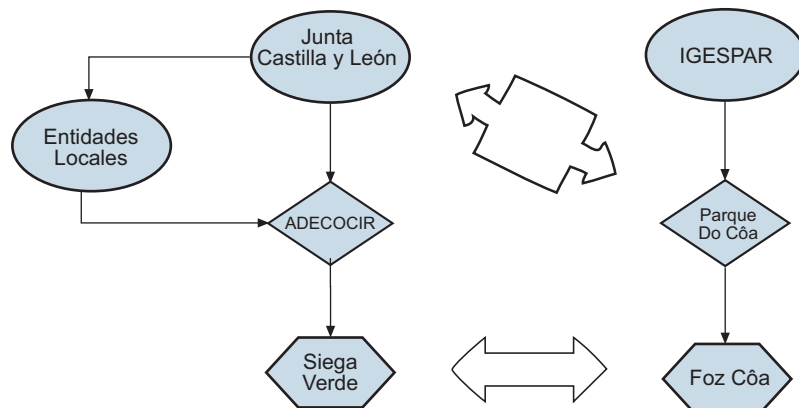 Junta
Castilla y León
IGESPAR
Entidades
Locales
ADECOCIR
Parque
Do Côa
Siega
Verde
Foz Côa